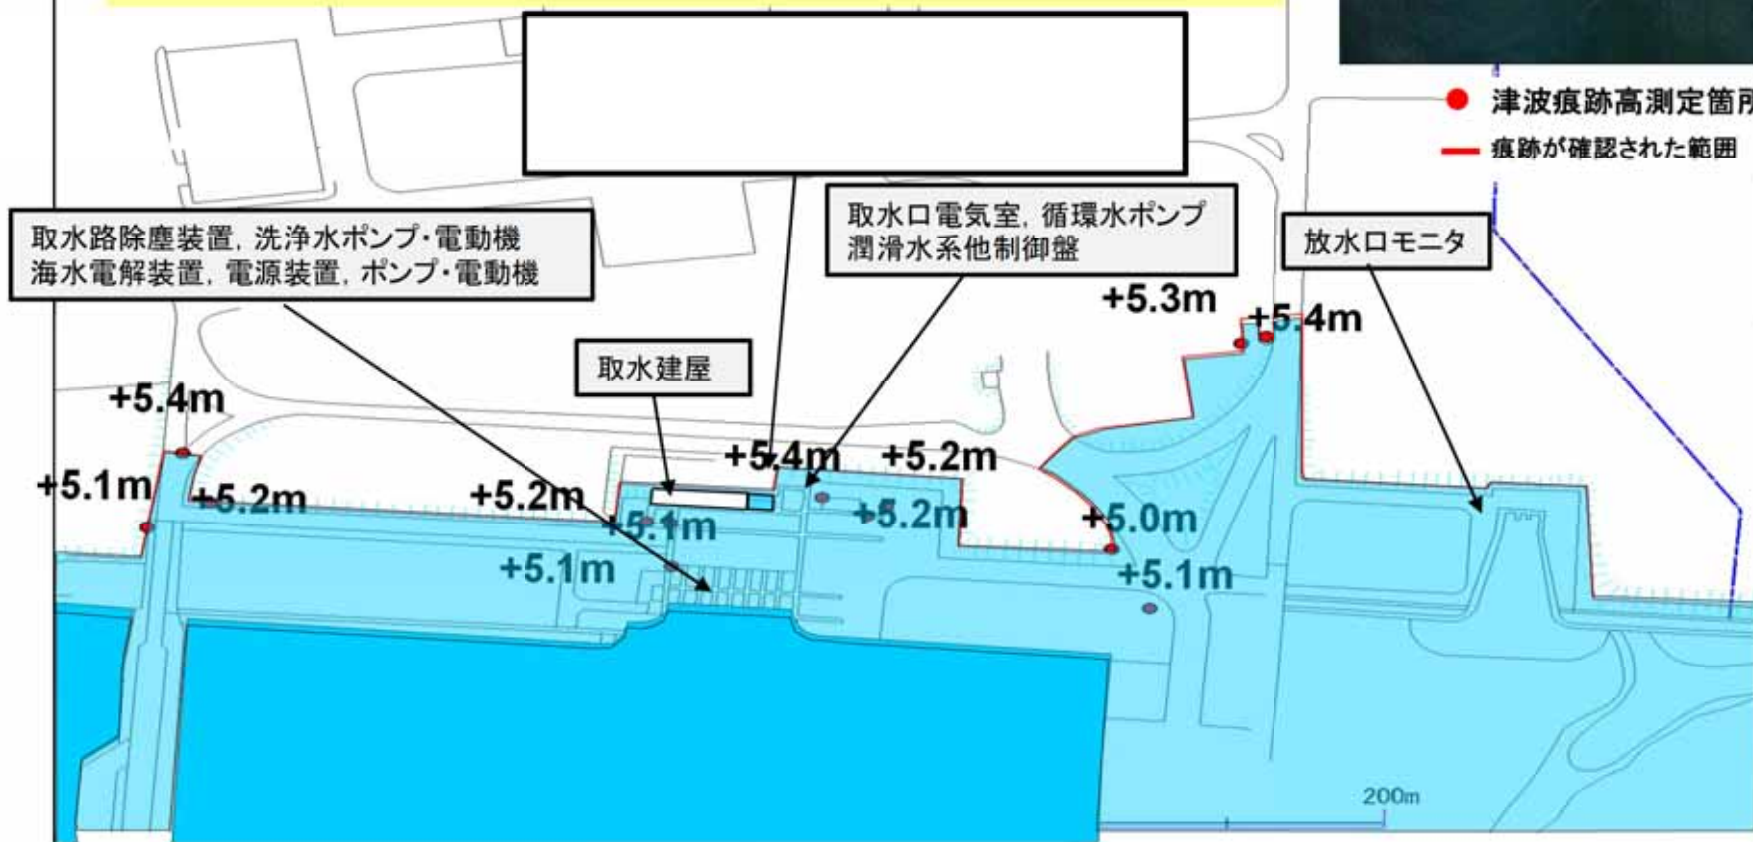 津波痕跡高測定箇所
痕跡が確認された範囲
取水口電気室, 循環水ポンプ
潤滑水系他制御盤
取水路除塵装置, 洗浄水ポンプ・電動機
海水電解装置, 電源装置, ポンプ・電動機
放水口モニタ
+5.3m
+5.4m
取水建屋
+5.4m
+5.4m
+5.2m
+5.1m
+5.2m
+5.2m
+5.1m
+5.2m
+5.0m
+5.1m
+5.1m
200m